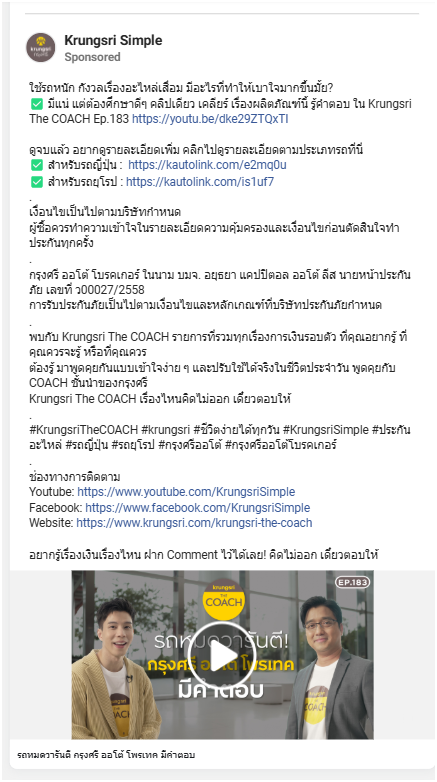 Krungsri Simple
Sponsored
ใช้รถหนัก กังวลเรื่องอะไหล่เสื่อม มีอะไรที่ทำให้เบาใจมากขึ้นมั้ย?
✅ มีแน่ แต่ต้องศึกษาดีๆ คลิปเดียว เคลียร์ เรื่องผลิตภัณฑ์นี้ รู้คำตอบ ใน Krungsri
The COACH Ep.183 https://youtu.be/dke29ZTQxTI
ดูจบแล้ว อยากดูรายละเอียดเพิ่ม คลิกไปดูรายละเอียดตามประเภทรถที่นี่
✅ สำหรับรถญี่ปุ่น : https://kautolink.com/e2mq0u
✅ สำหรับรถยุโรป : https://kautolink.com/is1uf7
.
เงื่อนไขเป็นไปตามบริษัทกำหนด
ผู้ซื้อควรทำความเข้าใจในรายละเอียดความคุ้มครองและเงื่อนไขก่อนตัดสินใจทำ
ประกันทุกครั้ง
.
กรุงศรี ออโต้ โบรคเกอร์ ในนาม บมจ. อยุธยา แคปปิตอล ออโต้ ลีส นายหน้าประกัน
ภัย เลขที่ ว00027/2558
การรับประกันภัยเป็นไปตามเงื่อนไขและหลักเกณฑ์ที่บริษัทประกันภัยกำหนด
.
พบกับ Krungsri The COACH รายการที่รวมทุกเรื่องการเงินรอบตัว ที่คุณอยากรู้ ที่
คุณควรจะรู้ หรือที่คุณควร
ต้องรู้ มาพูดคุยกันแบบเข้าใจง่าย ๆ และปรับใช้ได้จริงในชีวิตประจำวัน พูดคุยกับ
COACH ชั้นนำของกรุงศรี
Krungsri The COACH เรื่องไหนคิดไม่ออก เดี๋ยวตอบให้
.
#KrungsriTheCOACH #krungsri #ชีวิตง่ายได้ทุกวัน #KrungsriSimple #ประกัน
อะไหล่ #รถญี่ปุ่น #รถยุโรป #กรุงศรีออโต้ #กรุงศรีออโต้โบรคเกอร์
.
ช่องทางการติดตาม
Youtube: https://www.youtube.com/KrungsriSimple
Facebook: https://www.facebook.com/KrungsriSimple
Website: https://www.krungsri.com/krungsri-the-coach
อยากรู้เรื่องเงินเรื่องไหน ฝาก Comment ไว้ได้เลย! คิดไม่ออก เดี๋ยวตอบให้
EP.183
krungsri
THE
COACH
รถหมดวารันตี!
กรุงศรี ออโต้ โพรเทค
มีคำตอบ
รถหมดวารันตี กรุงศรี ออโต้ โพรเทค มีคำตอบ